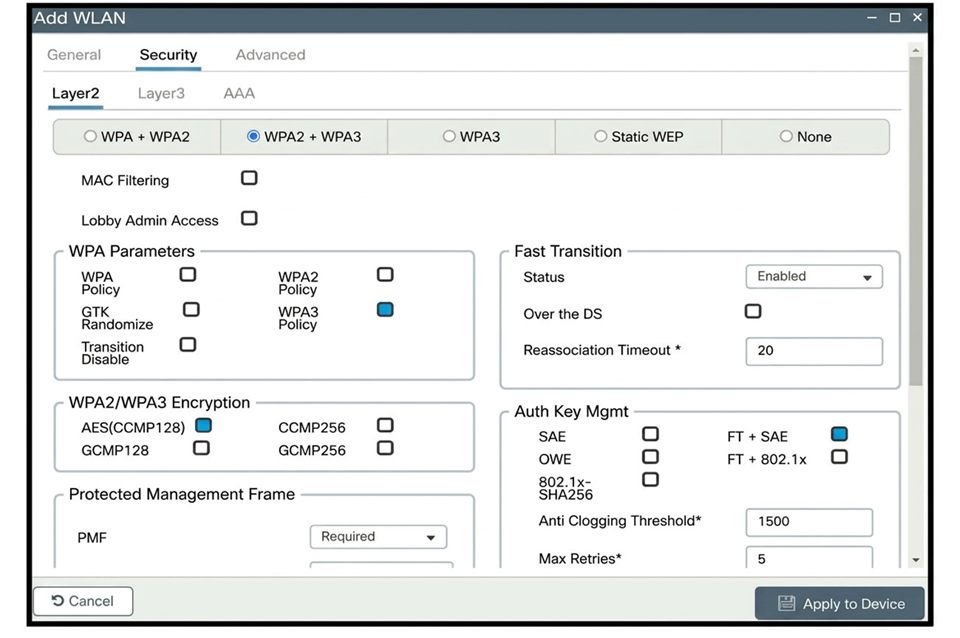 Add WLAN
General Security Advanced
Layer2 Layer3 AAA
WPA + WPA2 WPA2 + WPA3 WPA3 Static WEP None
MAC Filtering
Lobby Admin Access
WPA Parameters
WPA Policy WPA2 Policy
GTK Randomize WPA3 Policy
Transition Disable
Fast Transition
Status Enabled
Over the DS
Reassociation Timeout * 20
WPA2/WPA3 Encryption
AES(CCMP128) CCMP256
GCMP128 GCMP256
Protected Management Frame
PMF Required
Auth Key Mgmt
SAE FT + SAE
OWE FT + 802.1x
802.1x-
SHA256
Anti Clogging Threshold* 1500
Max Retries* 5
Cancel Apply to Device